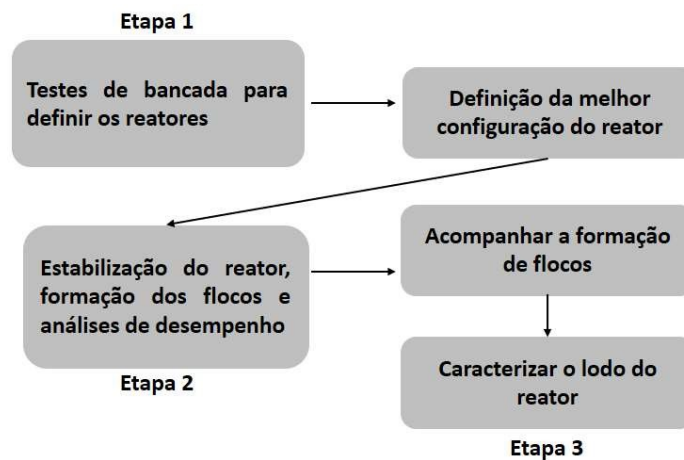 Etapa 1
Testes de bancada para
definir os reatores
Definição da melhor
configuração do reator
Estabilização do reator,
formação dos flocos e
análises de desempenho
Etapa 2
Acompanhar a formação
de flocos
Caracterizar o lodo do
reator
Etapa 3